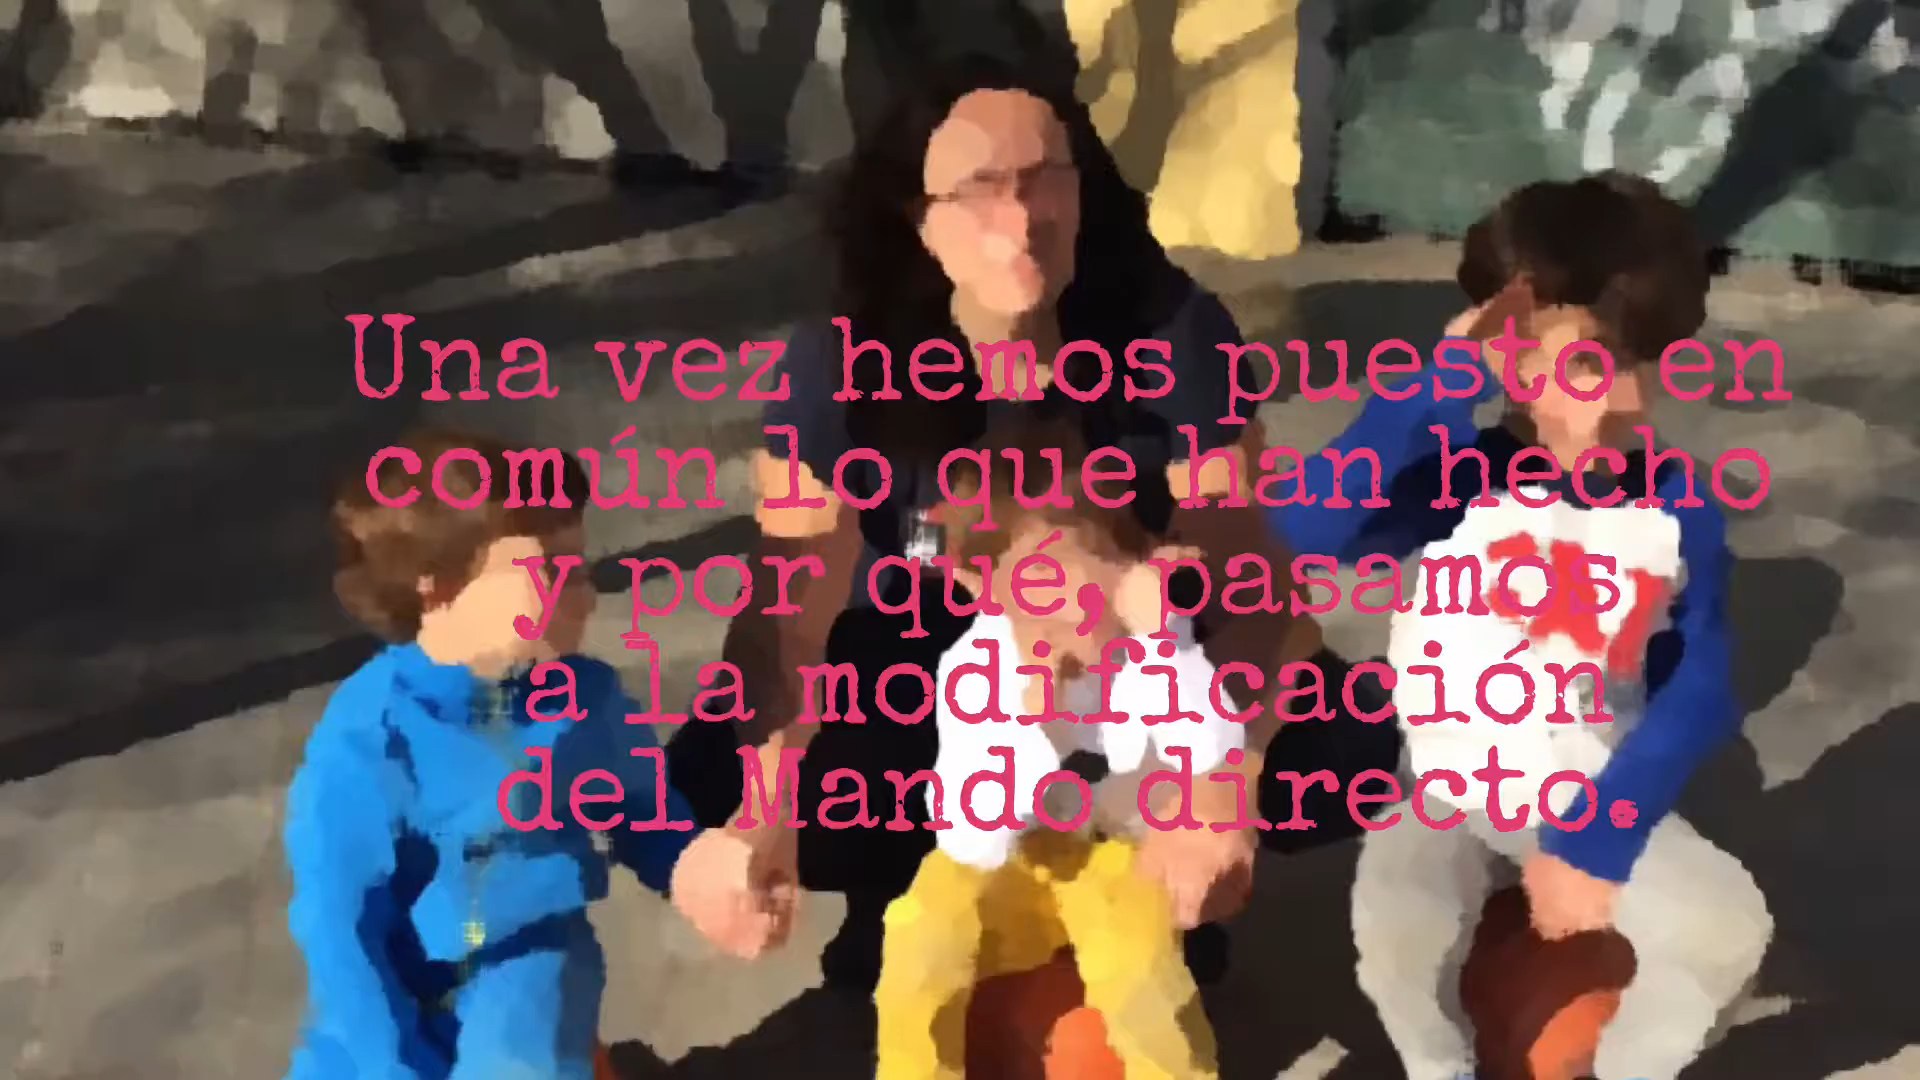 Una vez hemos puesto en
común lo que han hecho
y por qué, pasamos
a la modificación
del Mando directo.